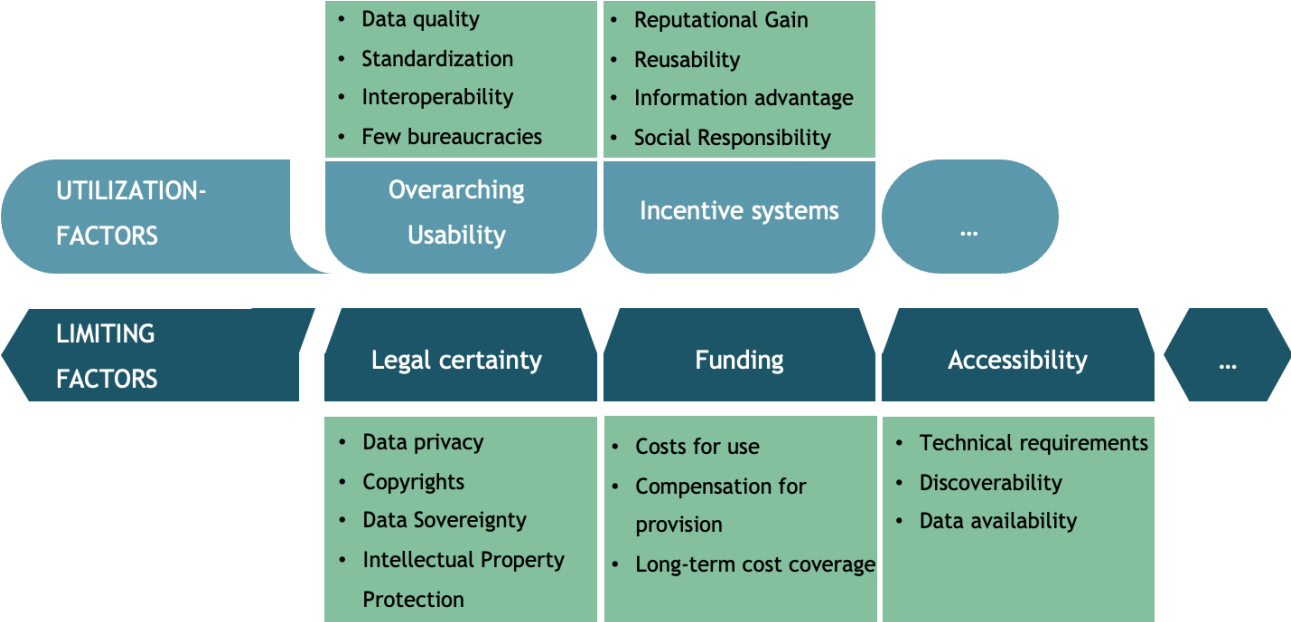 • Data quality
• Standardization
• Interoperability
• Few bureaucracies
• Reputational Gain
• Reusability
• Information advantage
• Social Responsibility
UTILIZATION-
FACTORS
Overarching
Usability
Incentive systems
...
LIMITING
FACTORS
Legal certainty
Funding
Accessibility
...
• Data privacy
• Copyrights
• Data Sovereignty
• Intellectual Property
Protection
• Costs for use
• Compensation for
provision
• Long-term cost coverage
• Technical requirements
• Discoverability
• Data availability